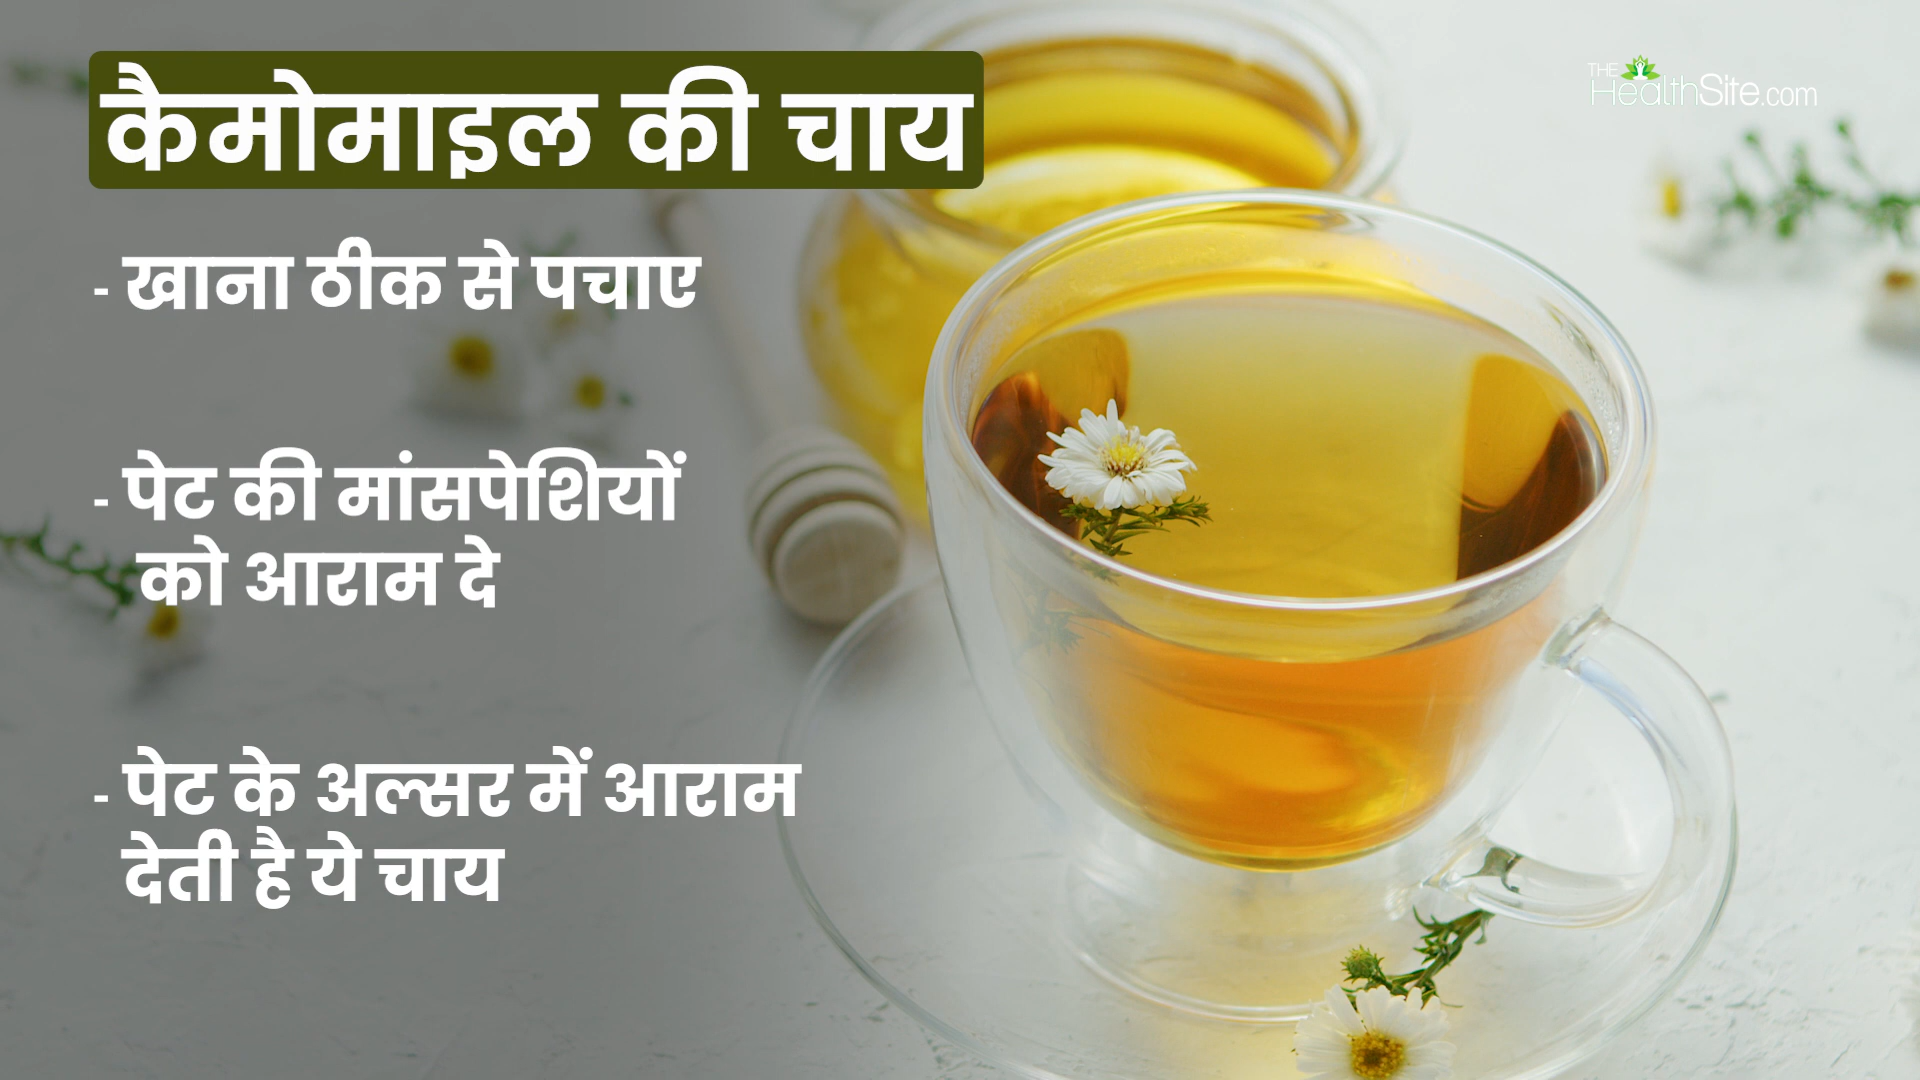 कैमोमाइल की चाय
THE
HealthSite.com
- खाना ठीक से पचाए
- पेट की मांसपेशियों
को आराम दे
- पेट के अल्सर में आराम
देती है ये चाय